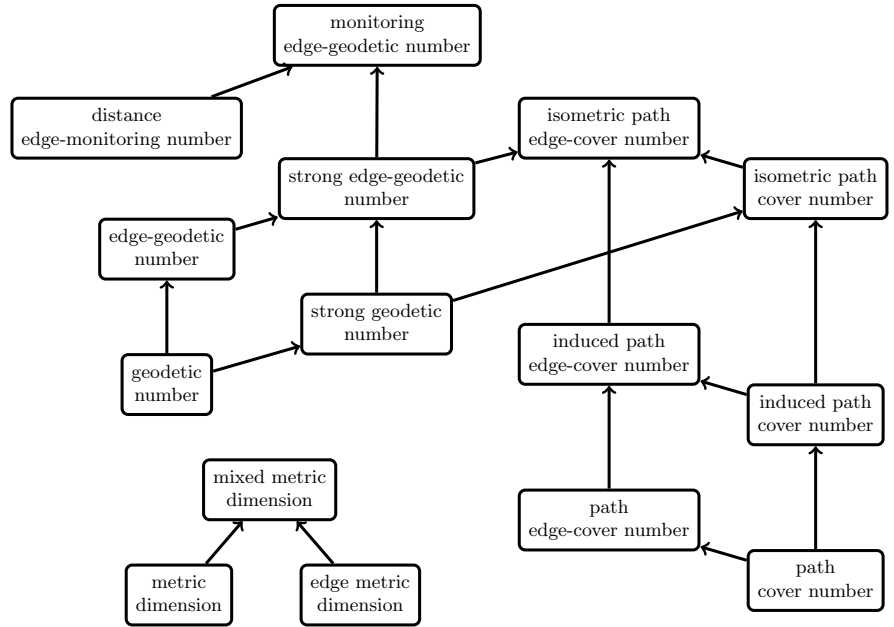 monitoring
edge-geodetic number
distance
edge-monitoring number
isometric path
edge-cover number
strong edge-geodetic
number
isometric path
cover number
edge-geodetic
number
strong geodetic
number
induced path
edge-cover number
geodetic
number
induced path
cover number
mixed metric
dimension
path
edge-cover number
metric
dimension
edge metric
dimension
path
cover number